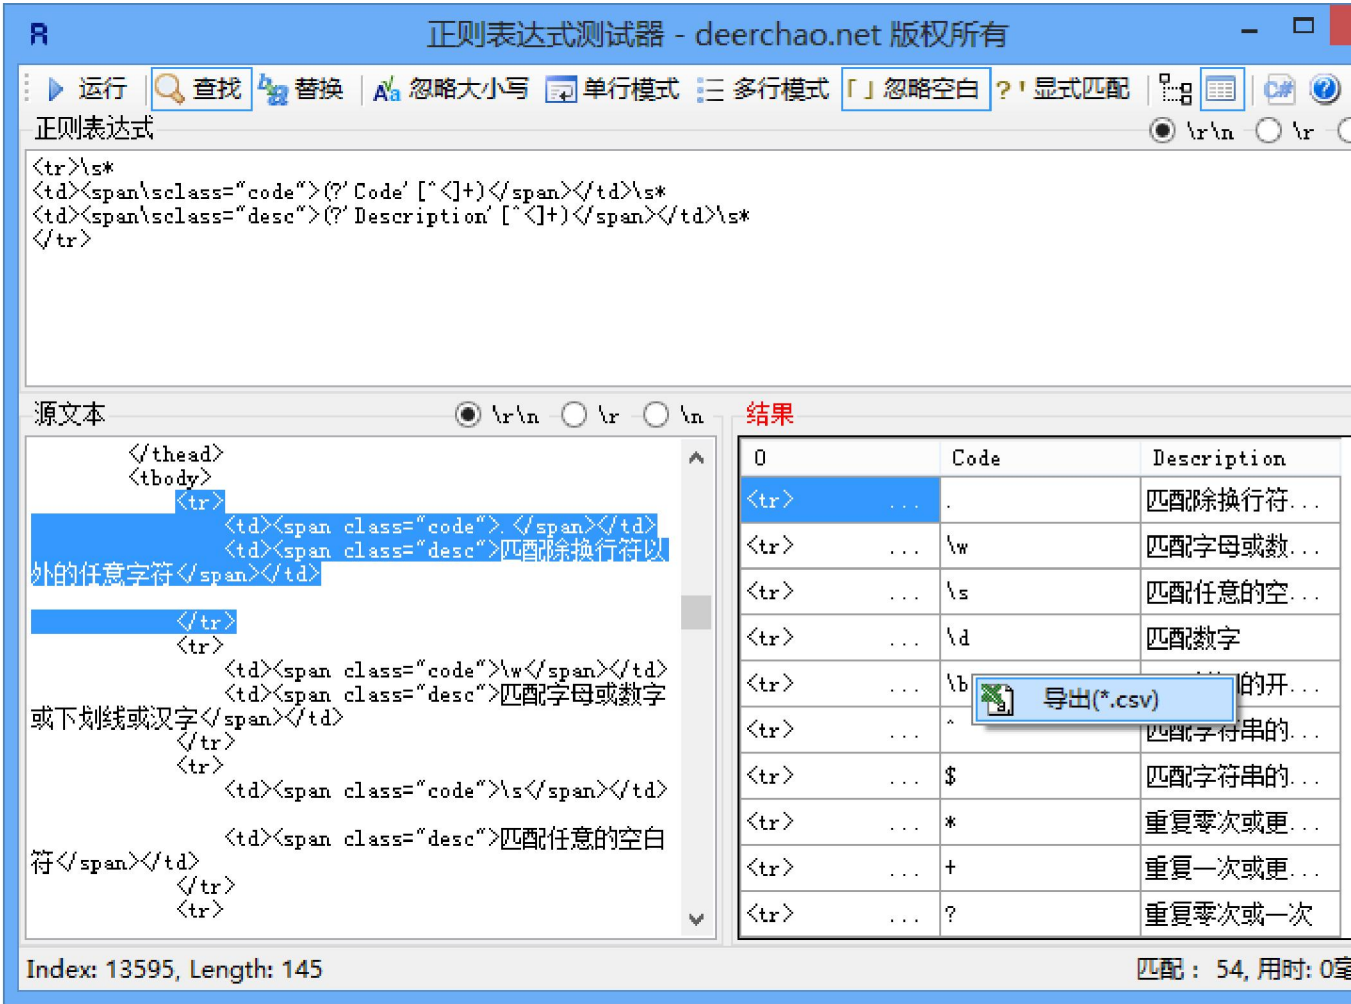 正则表达式测试器 - deerchao.net 版权所有
运行 查找 替换 忽略大小写 单行模式 多行模式 「」忽略空白 ?' 显式匹配 C#
正则表达式 \r\n \r
<tr>\s*
<td><span\sclass="code">(?'Code'[^<]+)</span></td>\s*
<td><span\sclass="desc">(?'Description'[^<]+)</span></td>\s*
</tr>
源文本 \r\n \r \n
</thead>
<tbody>
<tr>
<td><span class="code">.</span></td>
<td><span class="desc">匹配除换行符以
外的任意字符</span></td>
</tr>
<tr>
<td><span class="code">\w</span></td>
<td><span class="desc">匹配字母或数字
或下划线或汉字</span></td>
</tr>
<tr>
<td><span class="code">\s</span></td>
<td><span class="desc">匹配任意的空白
符</span></td>
</tr>
<tr>
结果
0 Code Description
<tr> ... . 匹配除换行符...
<tr> ... \w 匹配字母或数...
<tr> ... \s 匹配任意的空...
<tr> ... \d 匹配数字
<tr> ... \b 的开...
导出(*.csv)
<tr> ... ^ 匹配字符串的...
<tr> ... $ 匹配字符串的...
<tr> ... * 重复零次或更...
<tr> ... + 重复一次或更...
<tr> ... ? 重复零次或一次
Index: 13595, Length: 145
匹配： 54, 用时: 0毫